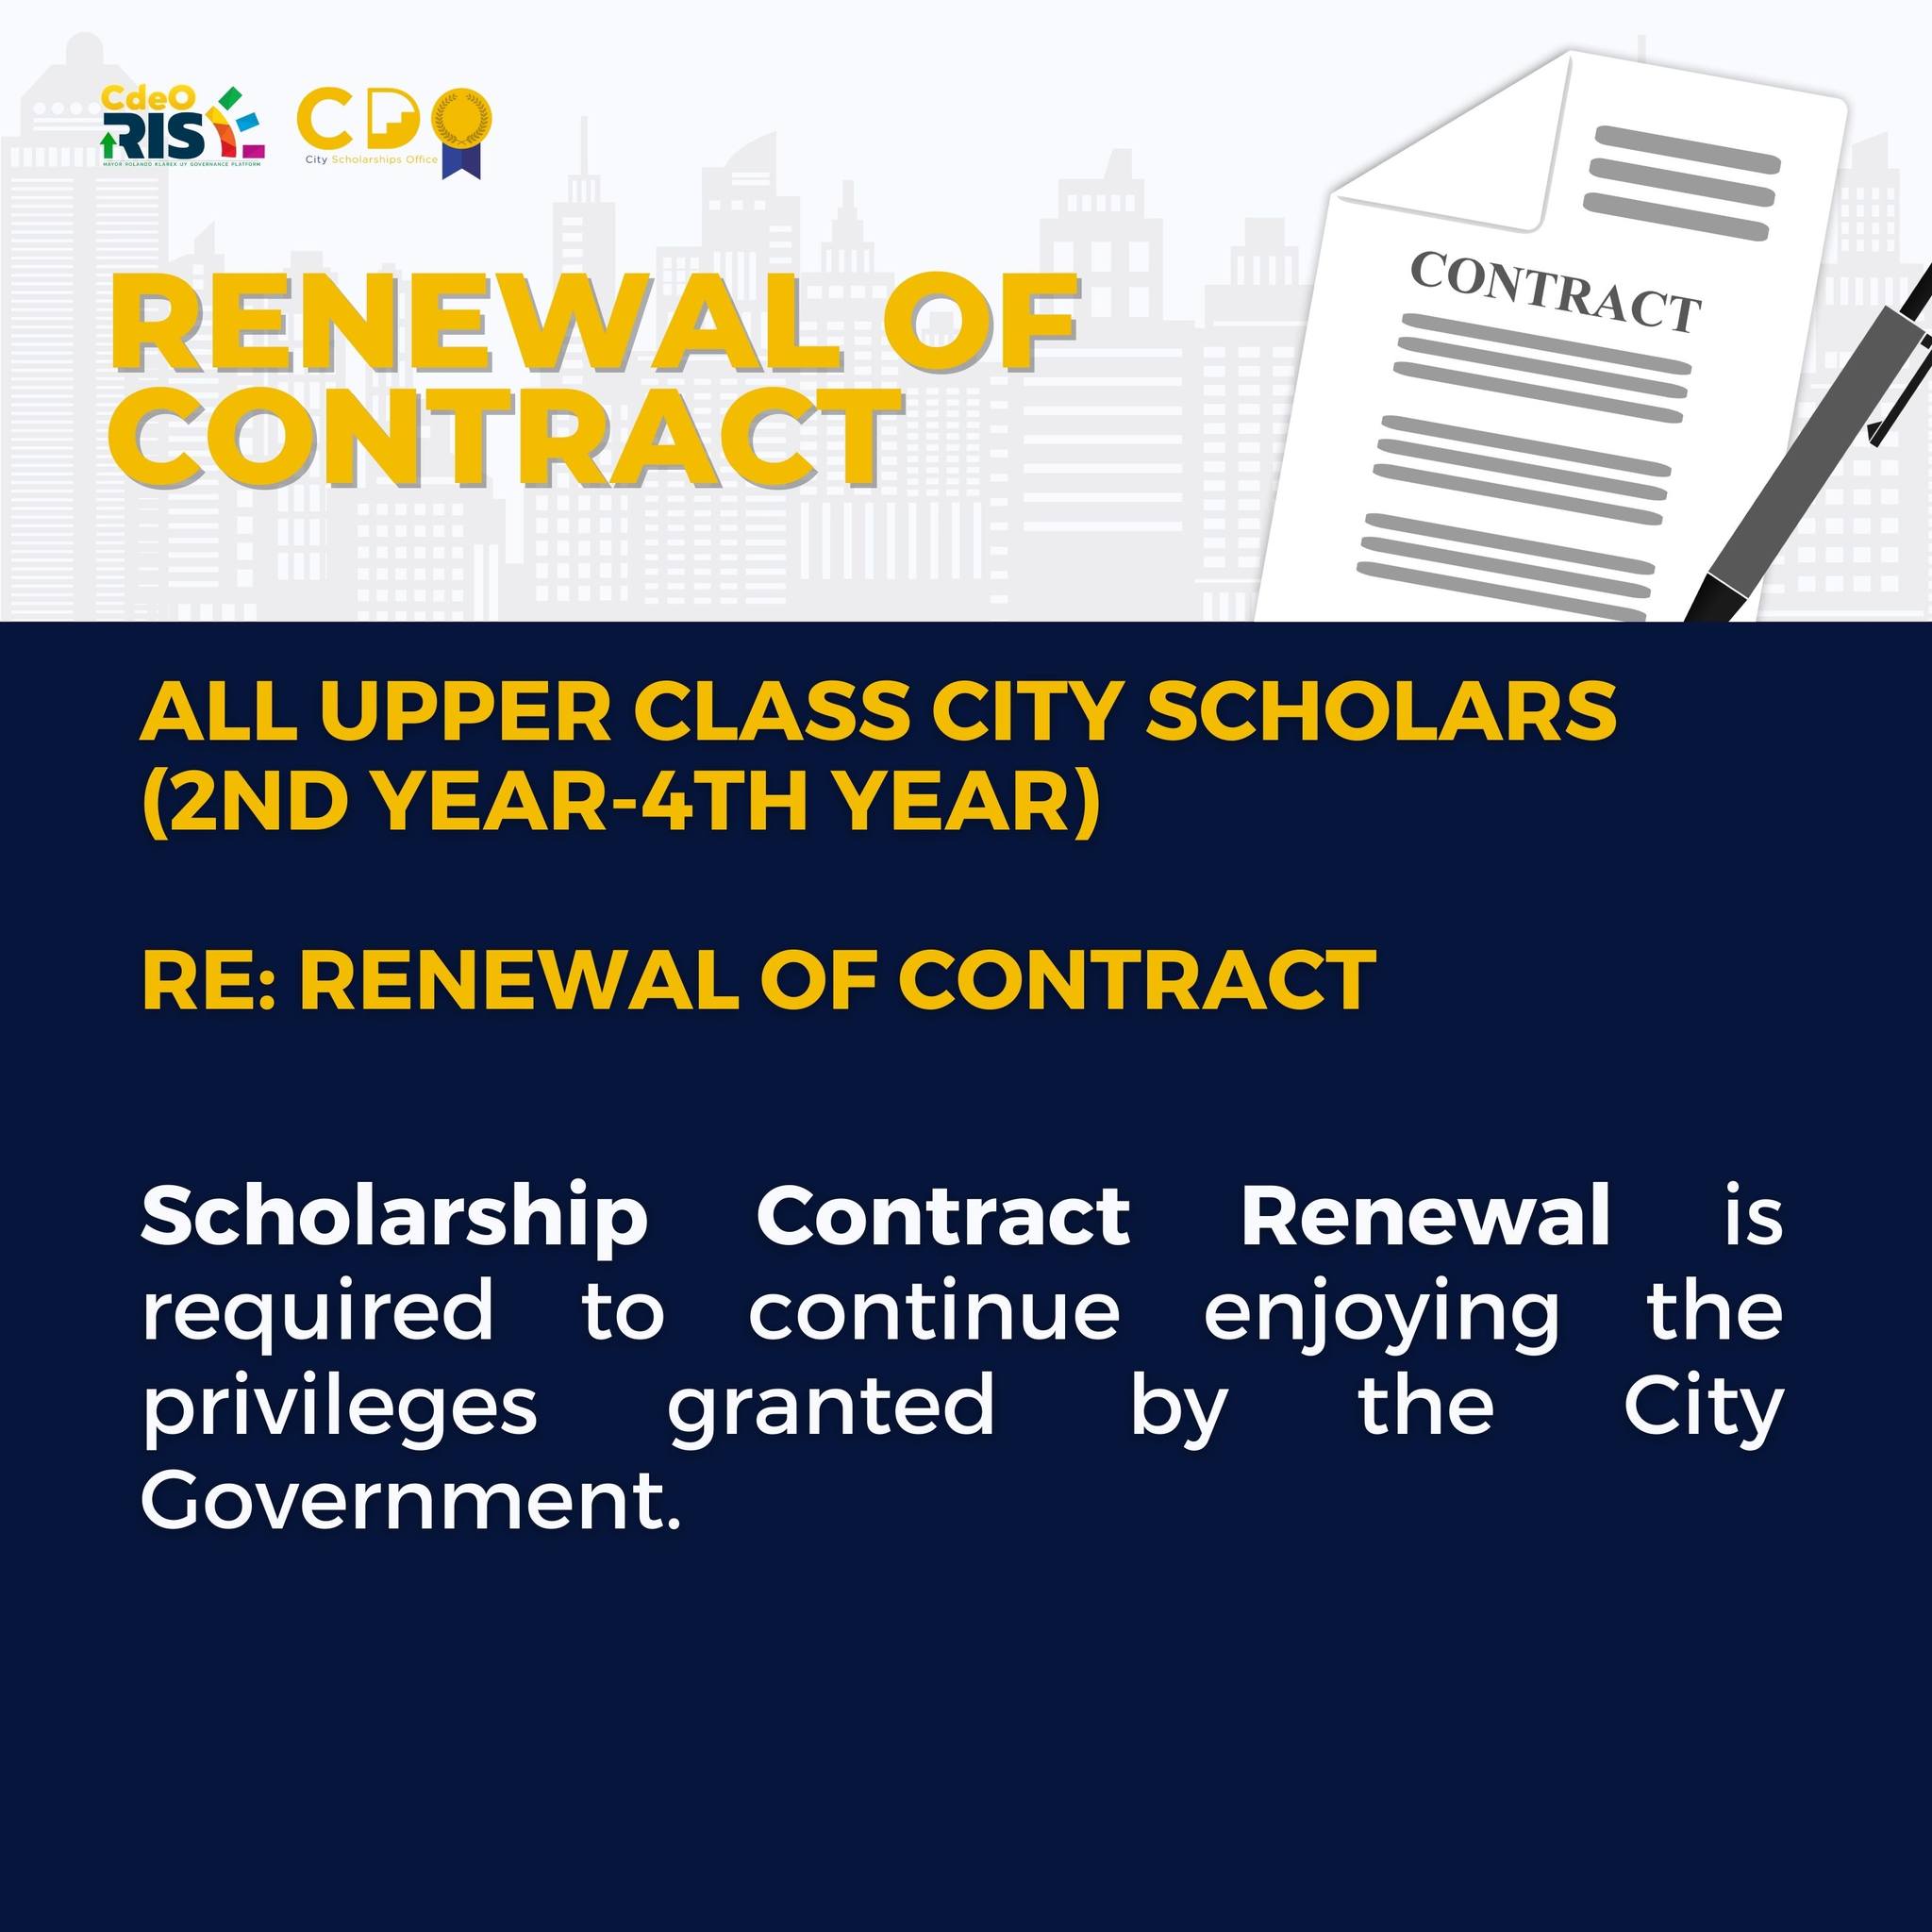 CdeO
RISE
MAYOR ROLANDO KLAREX UY GOVERNANCE PLATFORM
CDO
City Scholarships Office
RENEWAL OF
CONTRACT
CONTRACT
ALL UPPER CLASS CITY SCHOLARS
(2ND YEAR-4TH YEAR)
RE: RENEWAL OF CONTRACT
Scholarship Contract Renewal is
required to continue enjoying the
privileges granted by the City
Government.